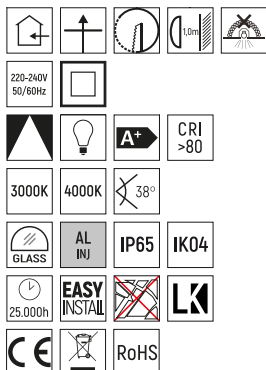 1,0m
220-240V
50/60Hz
A+
CRI
>80
3000K
4000K
38º
GLASS
AL
INJ
IP65
IK04
25.000h
EASY
INSTALL
LK
CE
RoHS